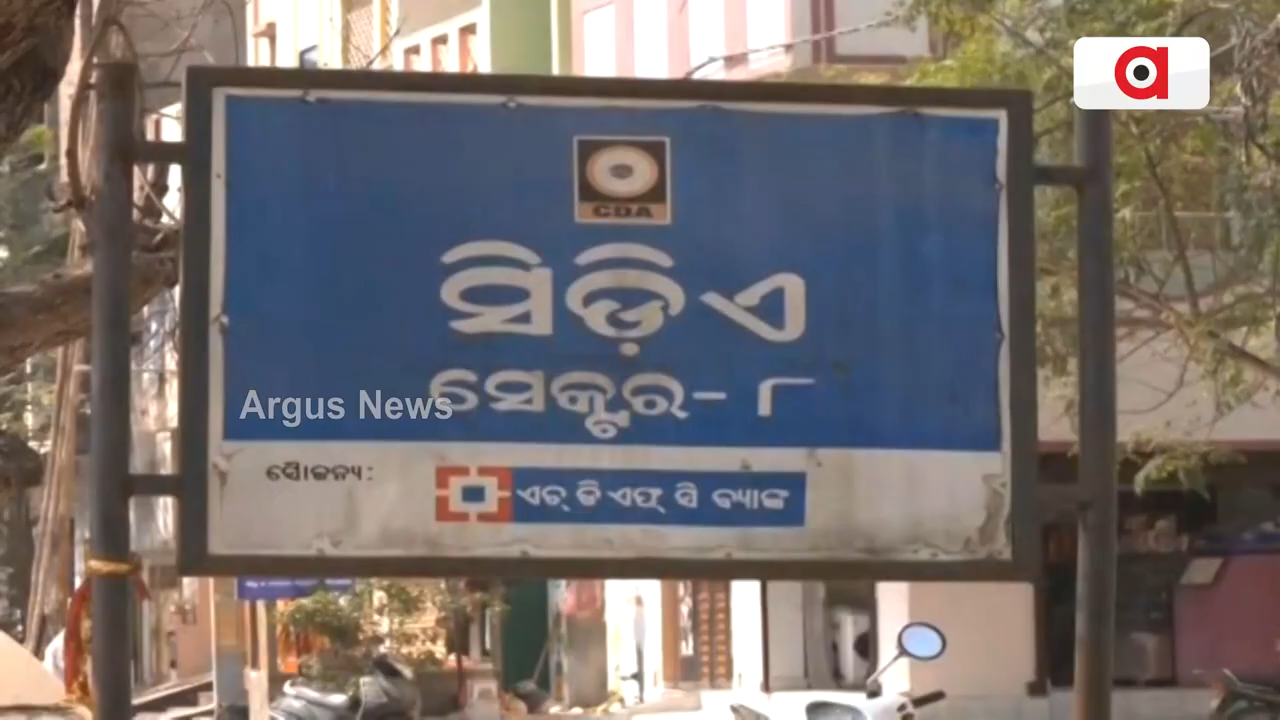 CDA
ସିଡ଼ିଏ
ସେକ୍ଟର- ୮
Argus News
ସୌଜନ୍ୟ:
ଏଚ୍ ଡି ଏଫ୍ ସି ବ୍ୟାଙ୍କ